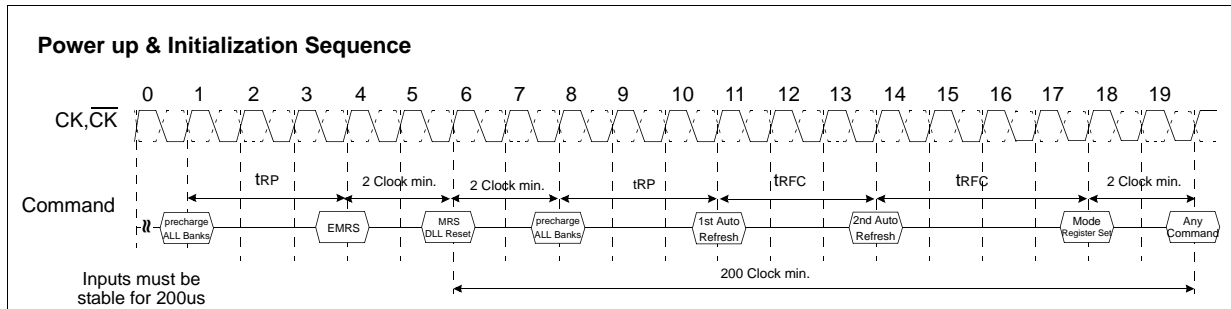 Power up & Initialization Sequence
0 1 2 3 4 5 6 7 8 9 10 11 12 13 14 15 16 17 18 19
CK,CK
tRP 2 Clock min. 2 Clock min. tRP tRFC tRFC 2 Clock min.
Command
precharge
ALL Banks
EMRS
MRS
DLL Reset
precharge
ALL Banks
1st Auto
Refresh
2nd Auto
Refresh
Mode
Register Set
Any
Command
200 Clock min.
Inputs must be
stable for 200us